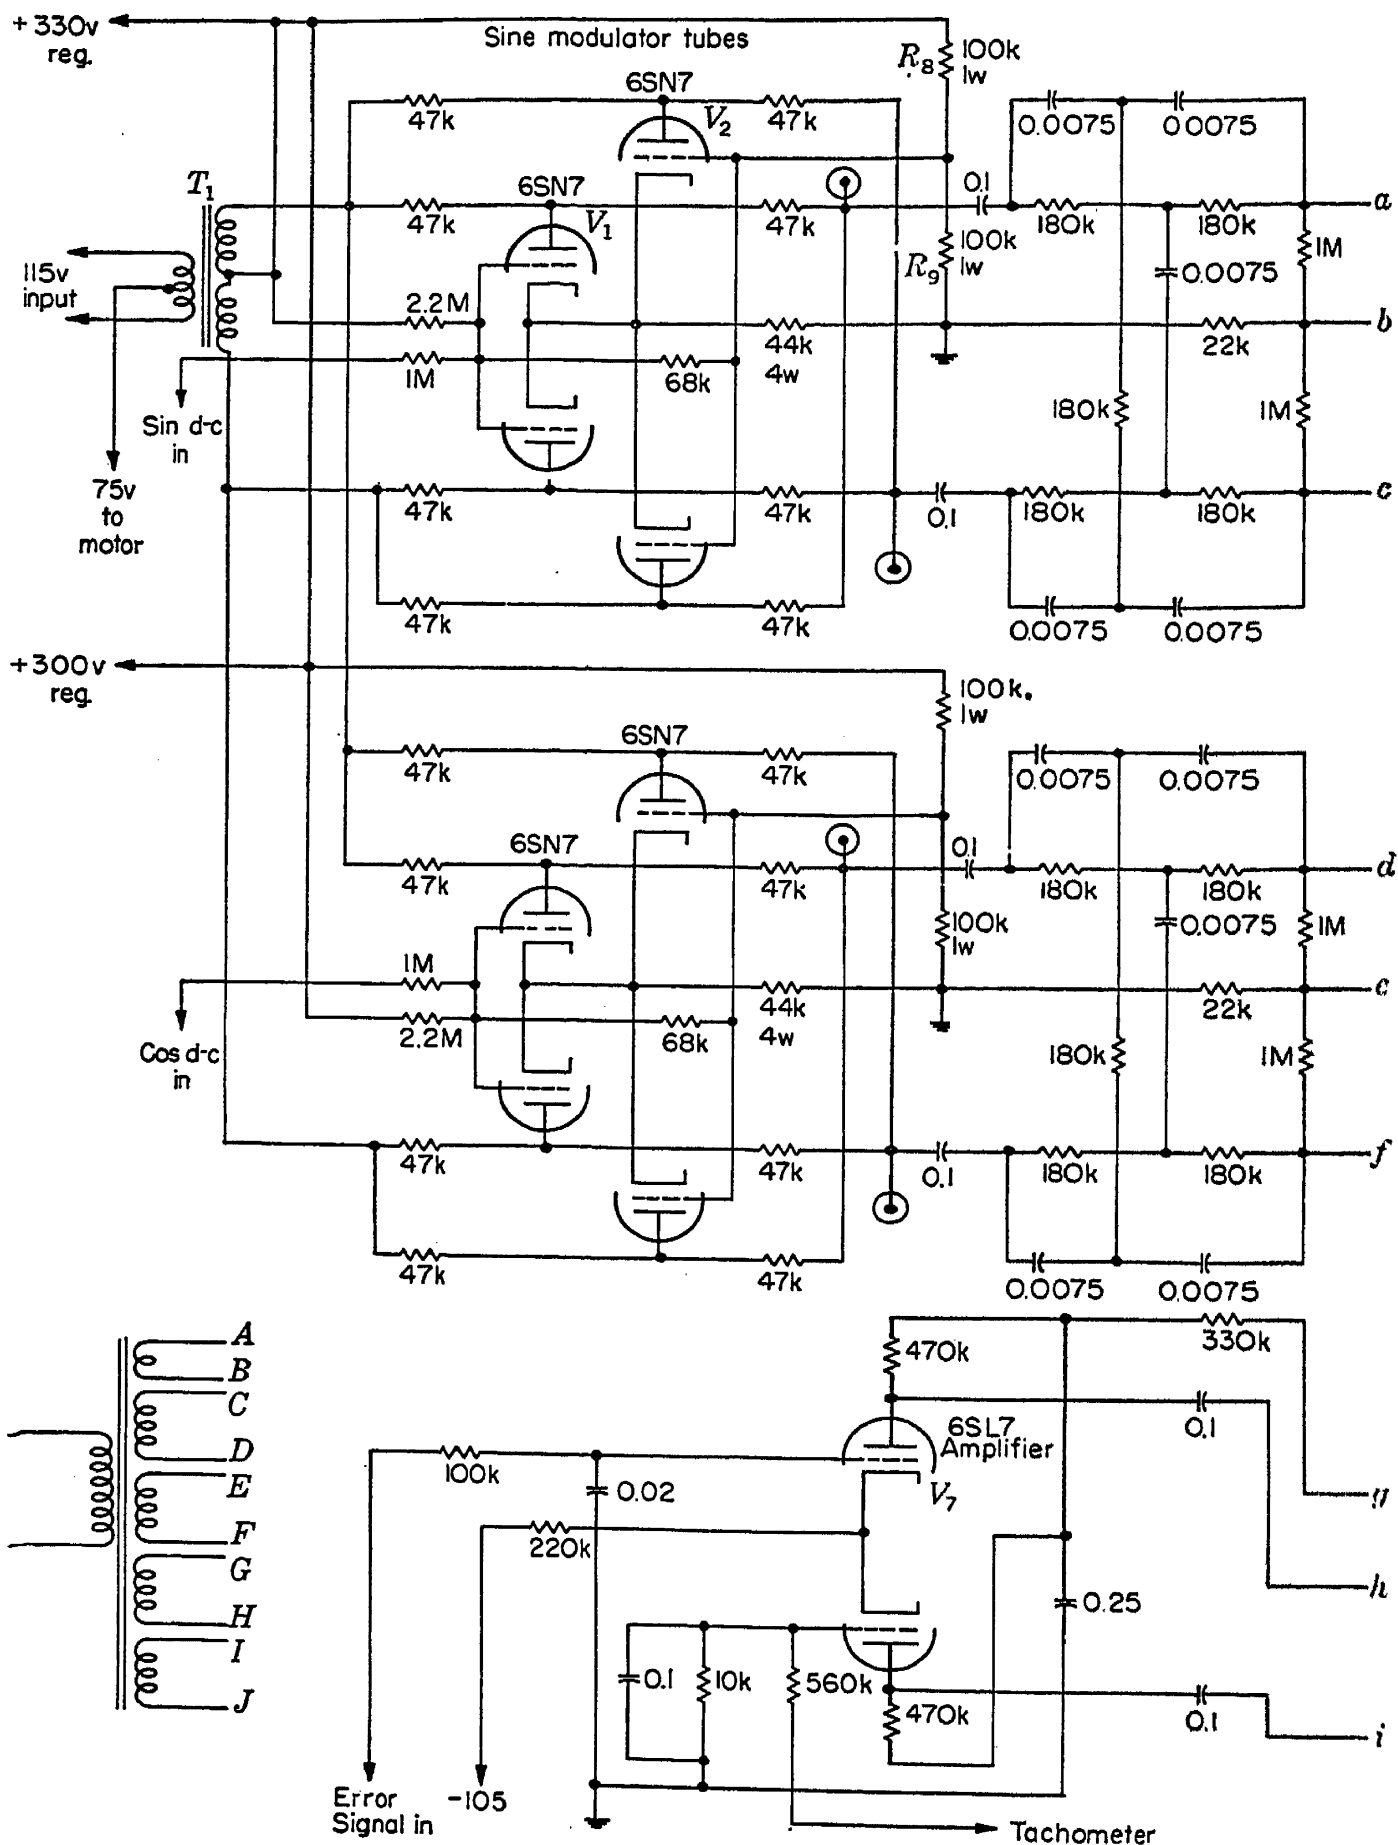 +330v
reg.
Sine modulator tubes
R8
100k
1w
6SN7
V2
47k
47k
0.0075
0.0075
T1
6SN7
V1
47k
47k
0.1
180k
180k
a
100k
1w
R9
1M
115v
input
0.0075
2.2M
44k
4w
22k
b
1M
68k
Sin d-c
in
180k
1M
75v
to
motor
47k
47k
0.1
180k
180k
c
47k
47k
0.0075
0.0075
+300v
reg.
100k.
1w
6SN7
47k
47k
0.0075
0.0075
6SN7
47k
47k
0.1
180k
180k
d
0.0075
100k
1w
1M
1M
44k
4w
22k
e
2.2M
68k
Cos d-c
in
180k
1M
47k
47k
0.1
180k
180k
f
47k
47k
0.0075
0.0075
A
B
C
D
E
F
G
H
I
J
470k
330k
6SL7
Amplifier
0.1
100k
0.02
V7
g
220k
h
0.25
0.1
10k
560k
470k
0.1
i
Error
Signal in
-105
Tachometer